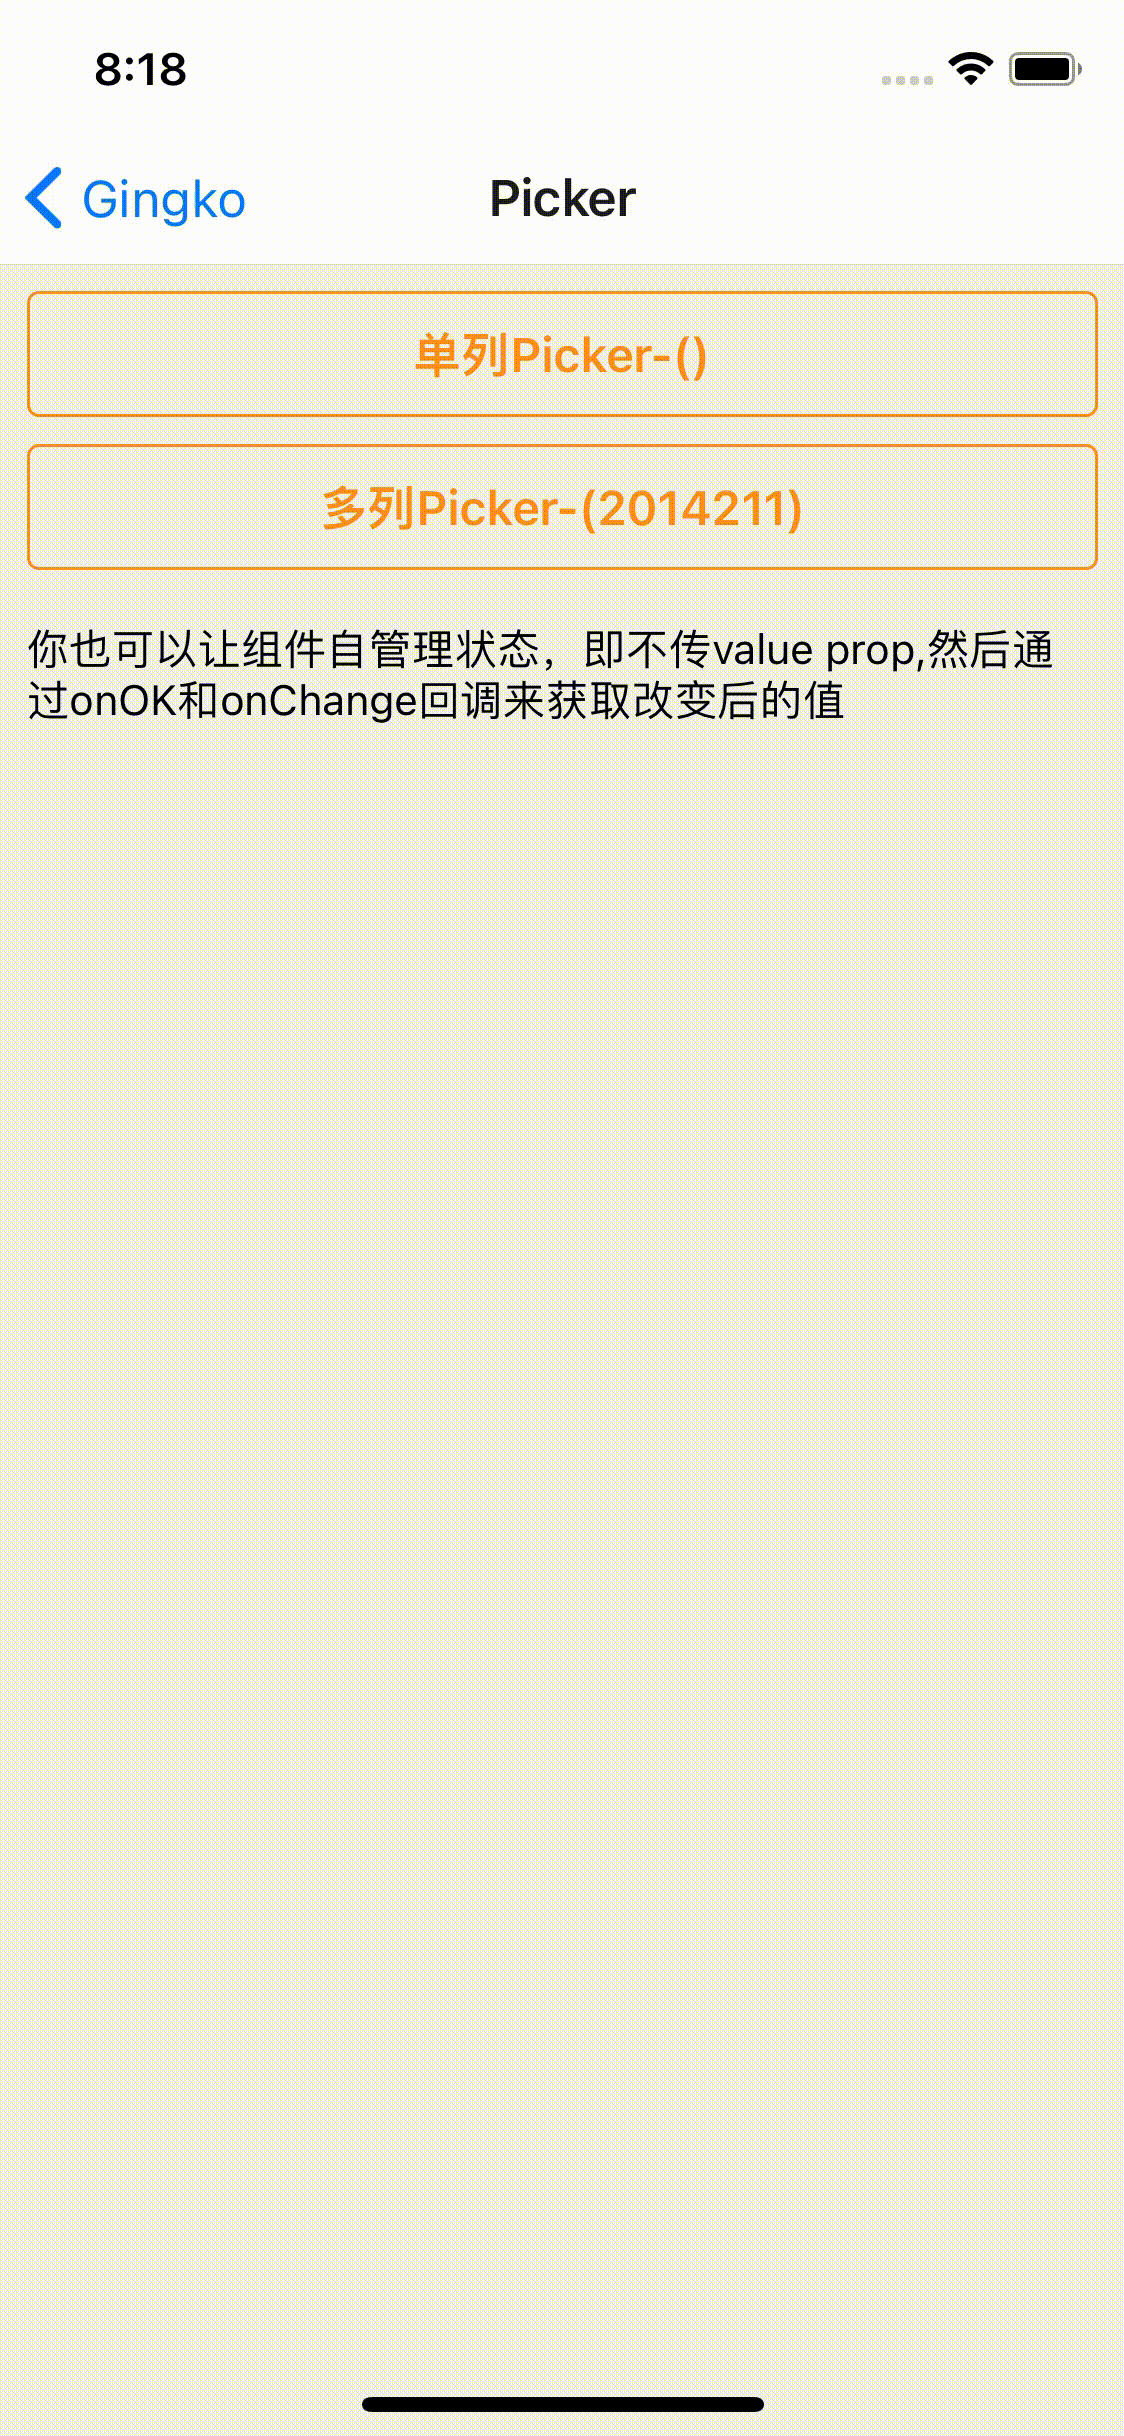 8:18
Gingko
Picker
单列Picker-()
多列Picker-(2014211)
你也可以让组件自管理状态，即不传value prop,然后通
过onOK和onChange回调来获取改变后的值